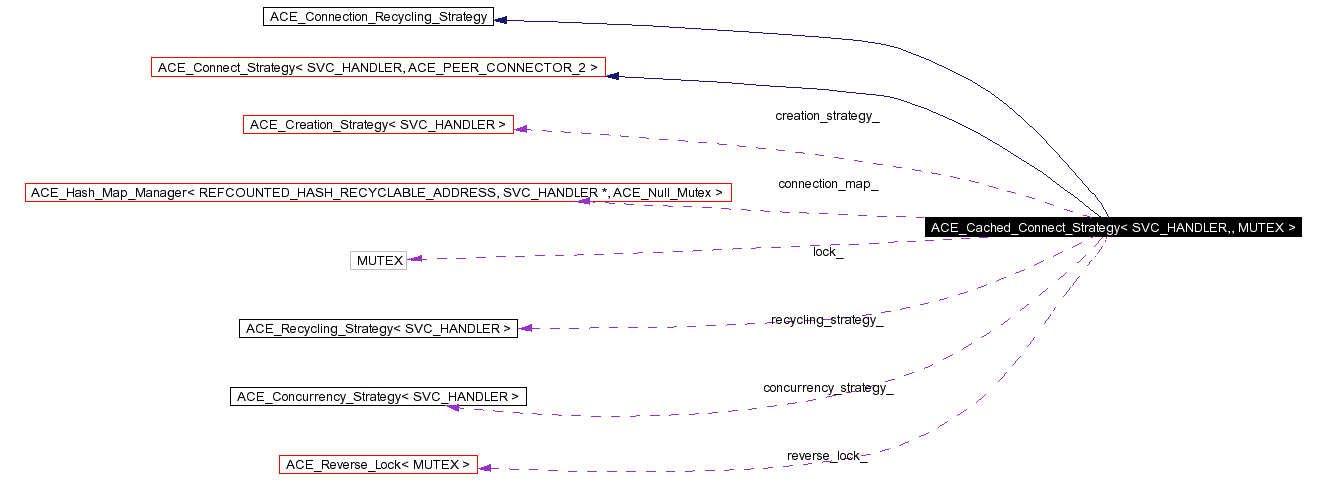 ACE_Connection_Recycling_Strategy
ACE_Connect_Strategy< SVC_HANDLER, ACE_PEER_CONNECTOR_2 >
creation_strategy_
ACE_Creation_Strategy< SVC_HANDLER >
connection_map_
ACE_Hash_Map_Manager< REFCOUNTED_HASH_RECYCLABLE_ADDRESS, SVC_HANDLER *, ACE_Null_Mutex >
ACE_Cached_Connect_Strategy< SVC_HANDLER,, MUTEX >
lock_
MUTEX
recycling_strategy_
ACE_Recycling_Strategy< SVC_HANDLER >
concurrency_strategy_
ACE_Concurrency_Strategy< SVC_HANDLER >
reverse_lock_
ACE_Reverse_Lock< MUTEX >